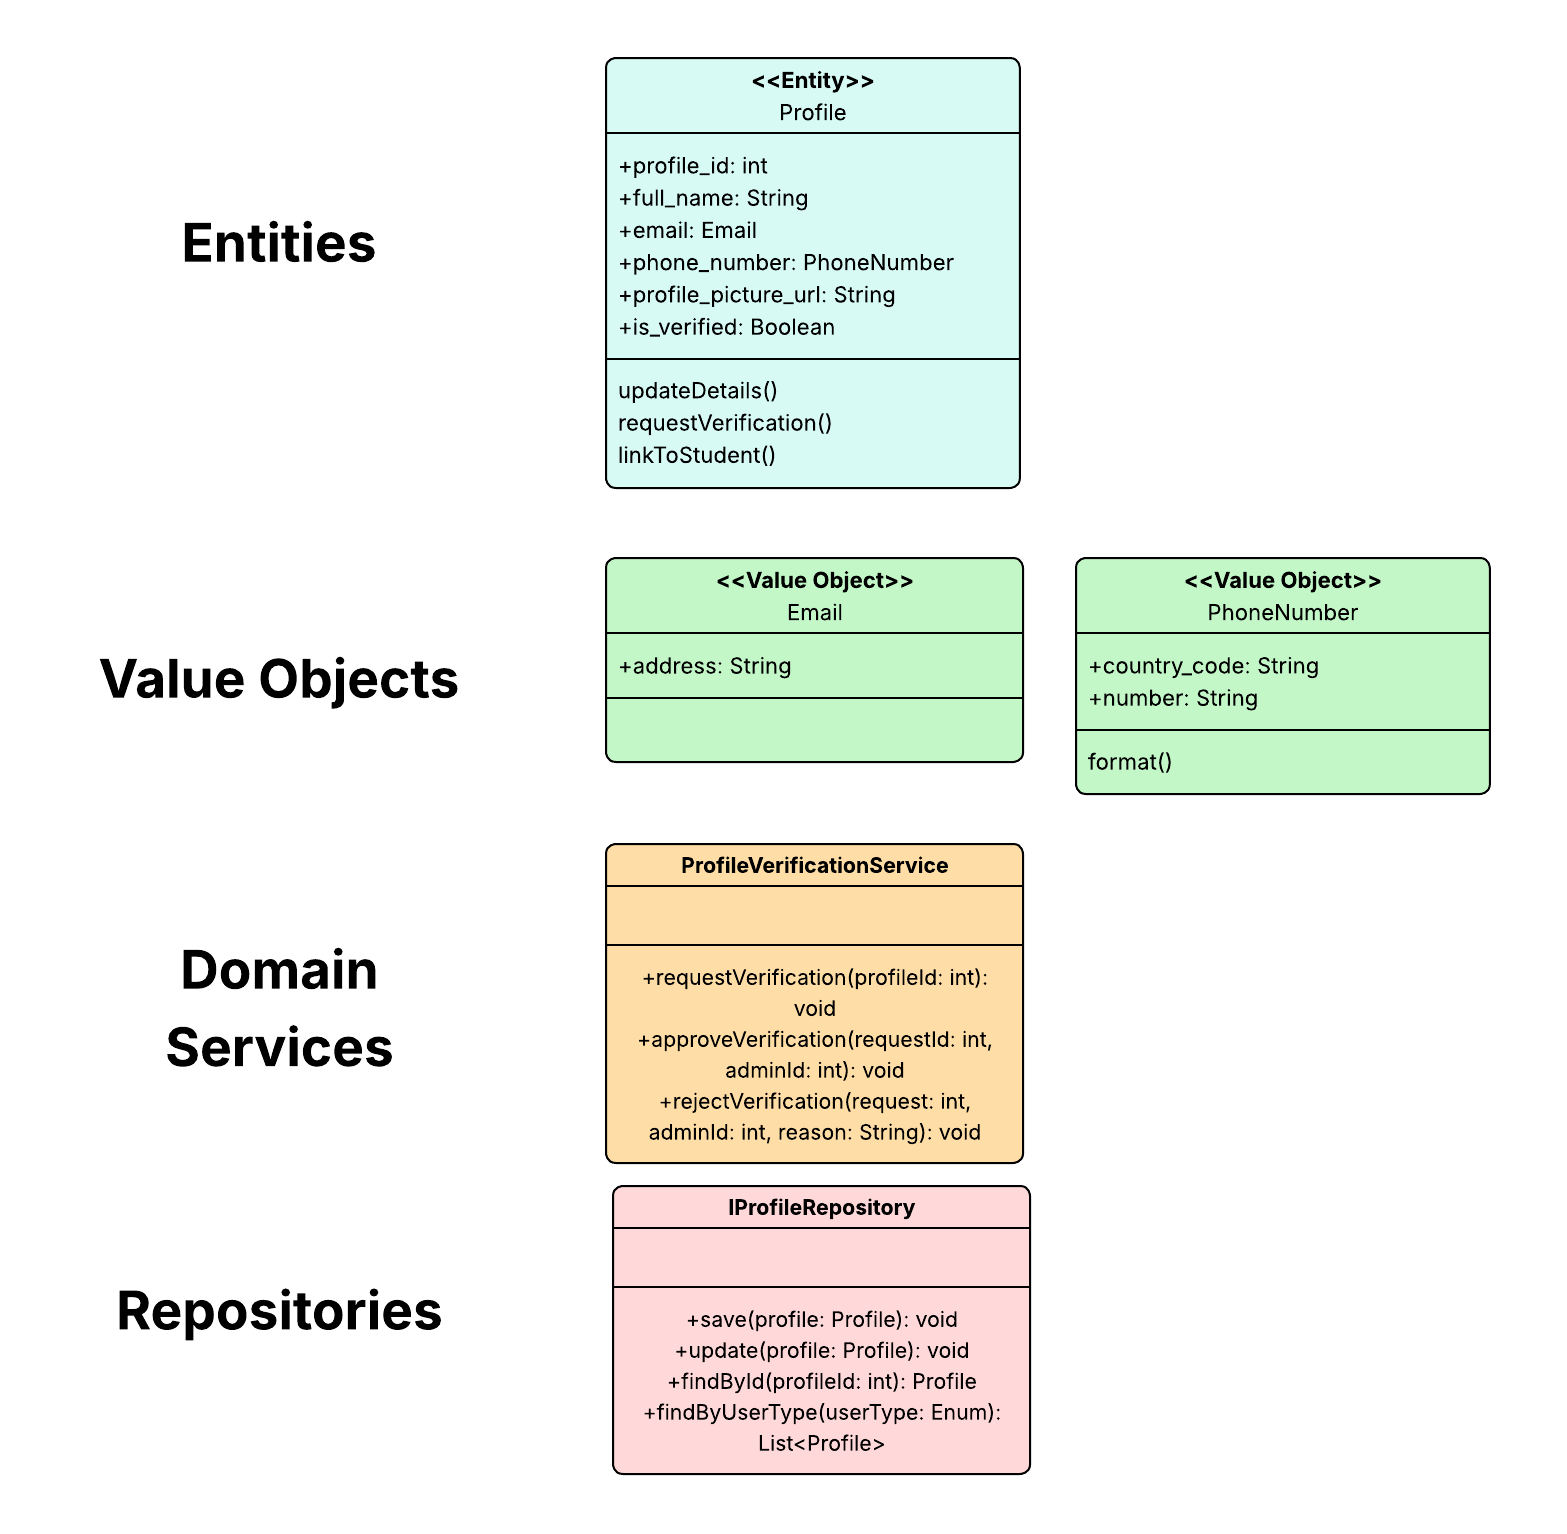 Entities
<<Entity>>
Profile
+profile_id: int
+full_name: String
+email: Email
+phone_number: PhoneNumber
+profile_picture_url: String
+is_verified: Boolean
updateDetails()
requestVerification()
linkToStudent()
Value Objects
<<Value Object>>
Email
+address: String
<<Value Object>>
PhoneNumber
+country_code: String
+number: String
format()
Domain
Services
ProfileVerificationService
+requestVerification(profileId: int):
void
+approveVerification(requestId: int,
adminId: int): void
+rejectVerification(request: int,
adminId: int, reason: String): void
Repositories
IProfileRepository
+save(profile: Profile): void
+update(profile: Profile): void
+findById(profileId: int): Profile
+findByUserType(userType: Enum):
List<Profile>